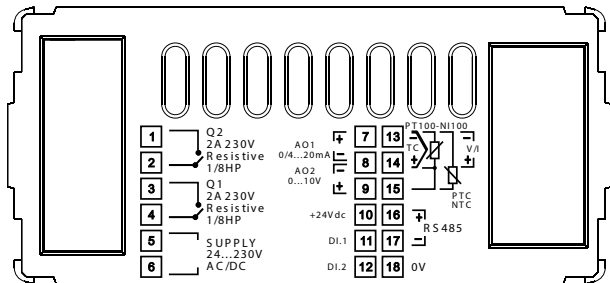 1
2
3
4
5
6
Q2
2A 230V
Resistive
1/8HP
Q1
2A 230V
Resistive
1/8HP
SUPPLY
24...230V
AC/DC
AO1
0/4...20mA
AO2
0...10V
+24Vdc
DI.1
DI.2
+
−
−
+
7 13
8 14
9 15
10 16
11 17
12 18
PT100-NI100
−
TC
+
−
V/I
+
PTC
NTC
+
RS485
−
0V